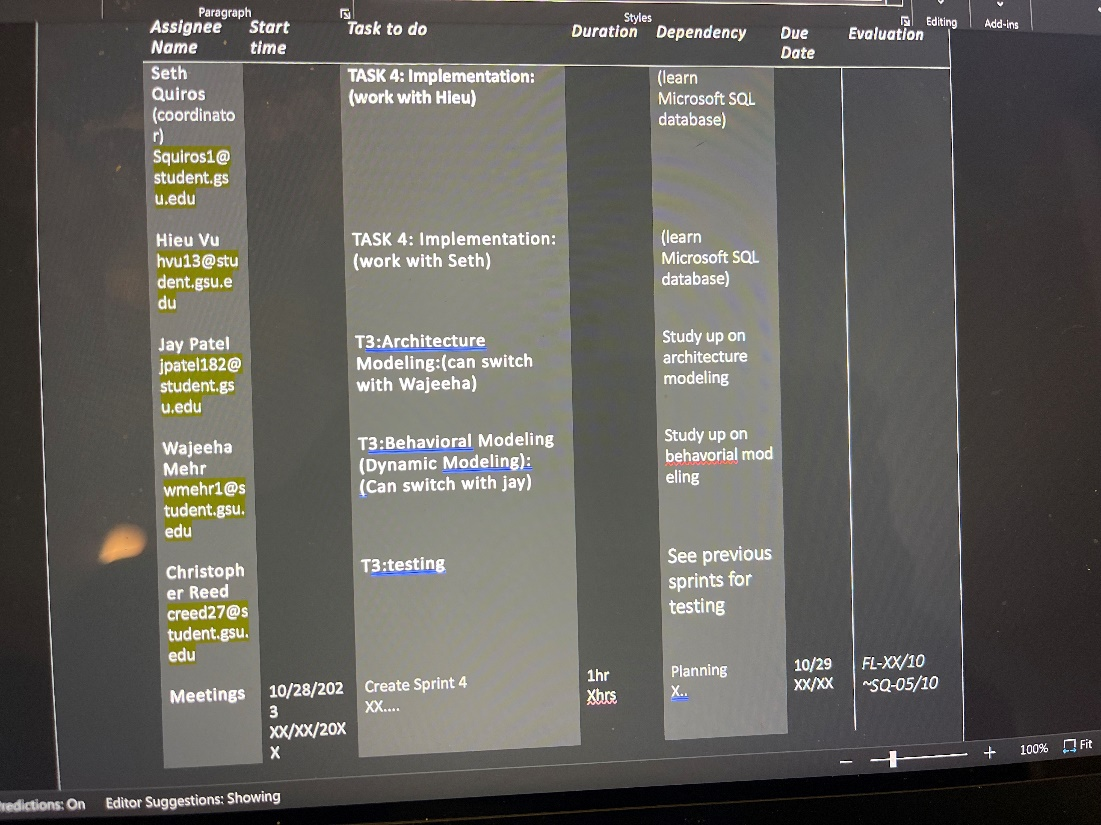 Paragraph
Styles
Editing
Add-ins
Assignee Name
Start time
Task to do
Duration
Dependency
Due Date
Evaluation
Seth
Quiros
(coordinato
r)
Squiros1@
student.gs
u.edu
TASK 4: Implementation:
(work with Hieu)
(learn
Microsoft SQL
database)
Hieu Vu
hvu13@stu
dent.gsu.e
du
TASK 4: Implementation:
(work with Seth)
(learn
Microsoft SQL
database)
Jay Patel
jpatel182@
student.gs
u.edu
T3:Architecture
Modeling:(can switch
with Wajeeha)
Study up on
architecture
modeling
Wajeeha
Mehr
wmehr1@s
tudent.gsu.
edu
T3:Behavioral Modeling
(Dynamic Modeling):
(Can switch with jay)
Study up on
behavorial mod
eling
Christoph
er Reed
creed27@s
tudent.gsu.
edu
T3:testing
See previous
sprints for
testing
Meetings
10/28/202
3
XX/XX/20X
X
Create Sprint 4
XX....
1hr
Xhrs
Planning
X..
10/29
XX/XX
FL-XX/10
~SQ-05/10
100%
Fit
redictions: On
Editor Suggestions: Showing